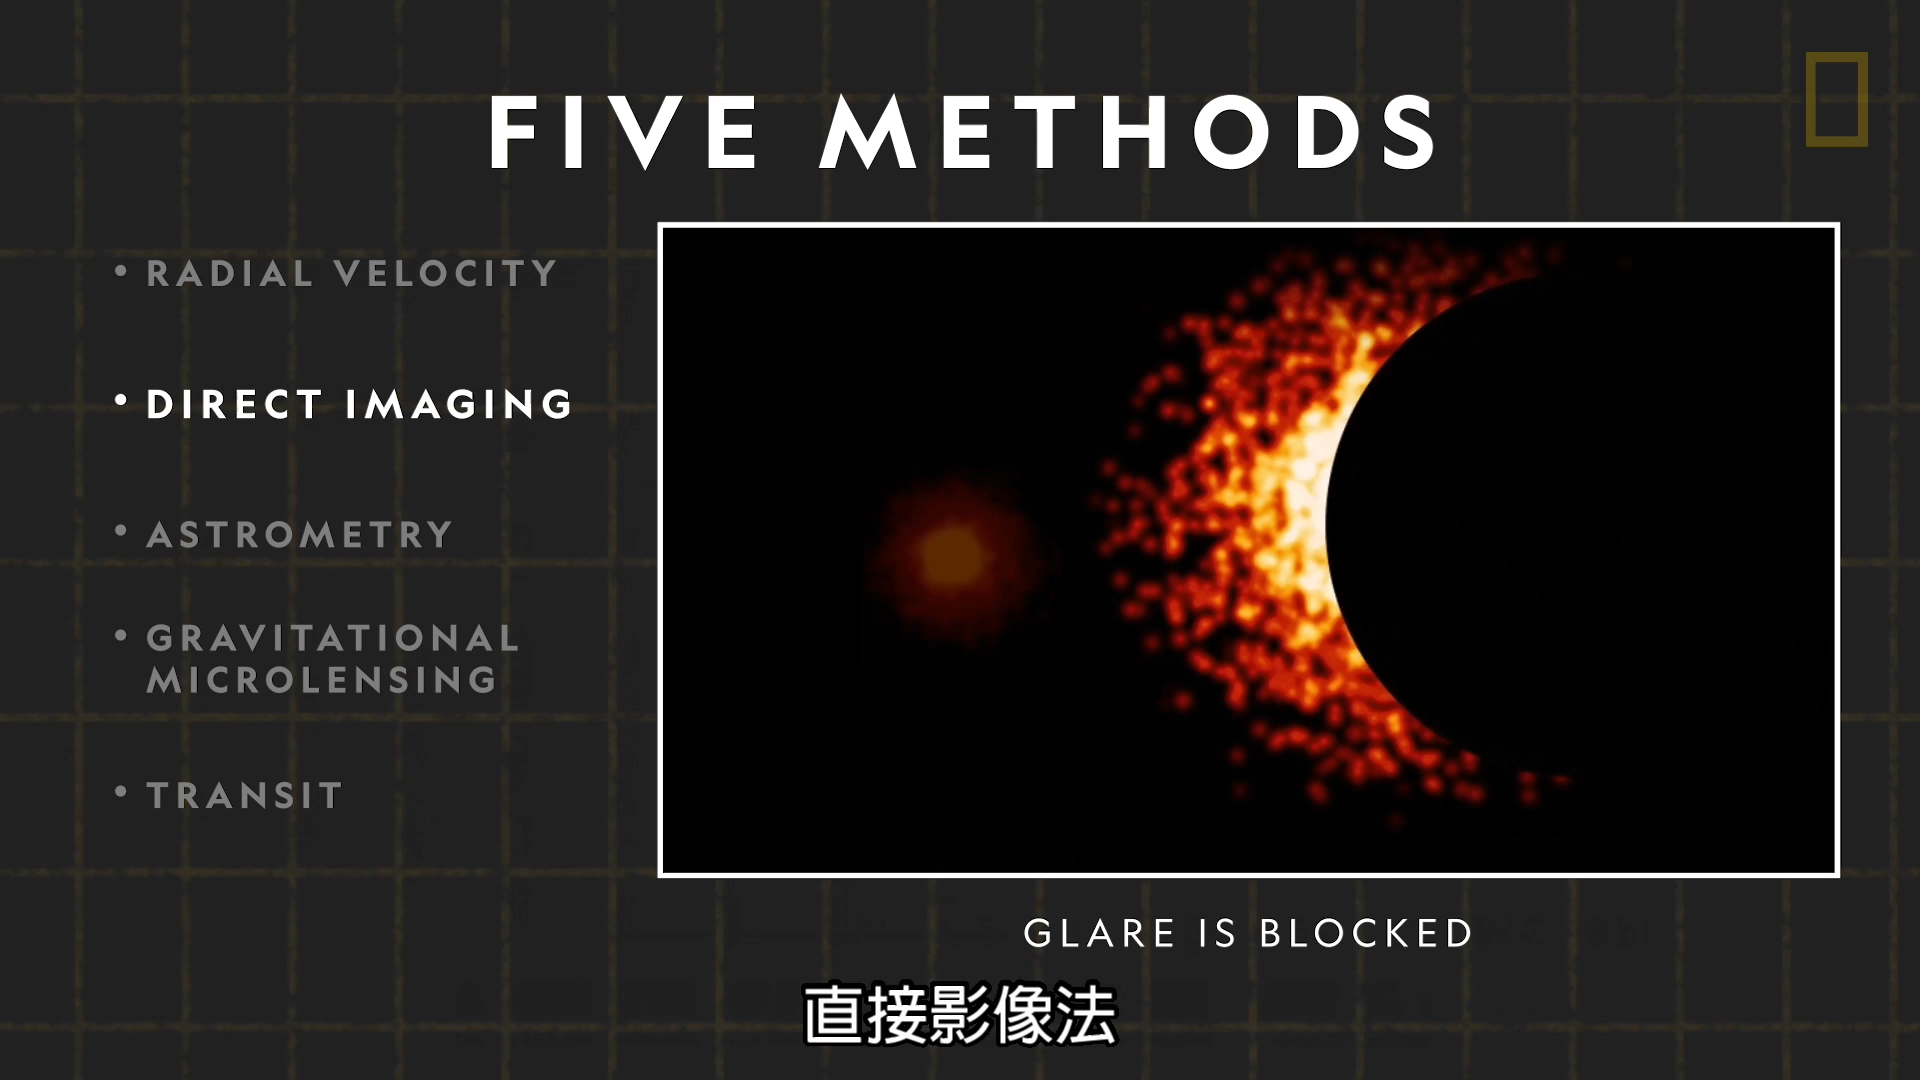 FIVE METHODS
• RADIAL VELOCITY
• DIRECT IMAGING
• ASTROMETRY
• GRAVITATIONAL
MICROLENSING
• TRANSIT
GLARE IS BLOCKED
直接影像法